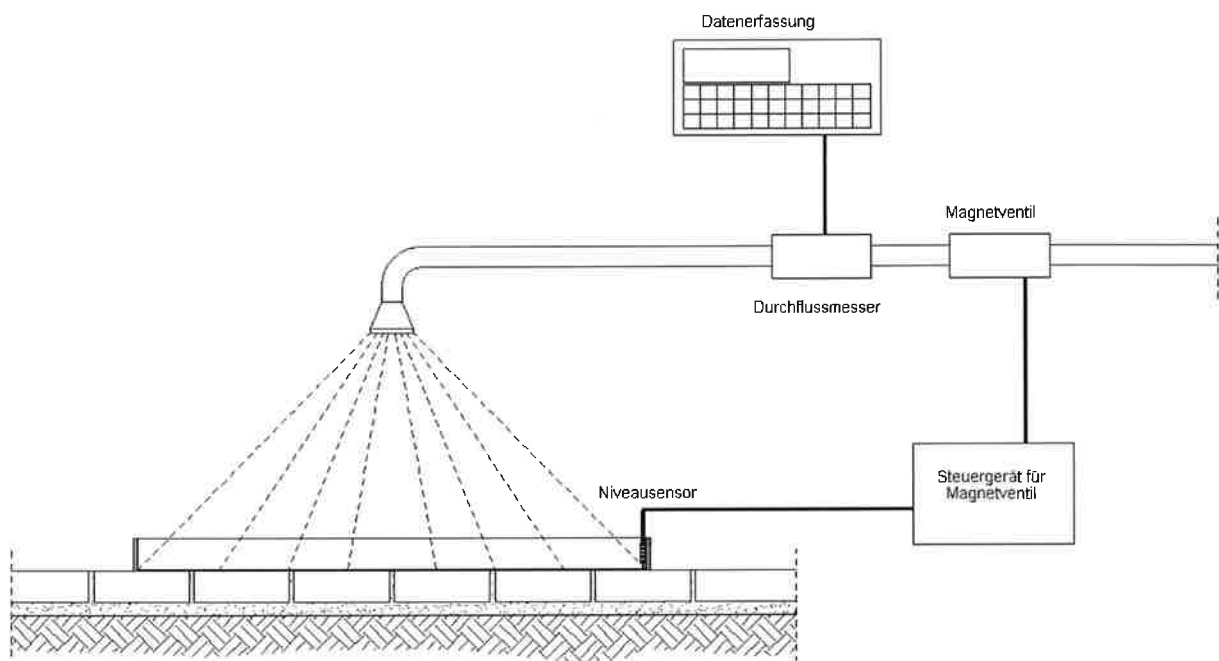 Datenerfassung
Magnetventil
Durchflussmesser
Niveausensor
Steuergerät für
Magnetventil